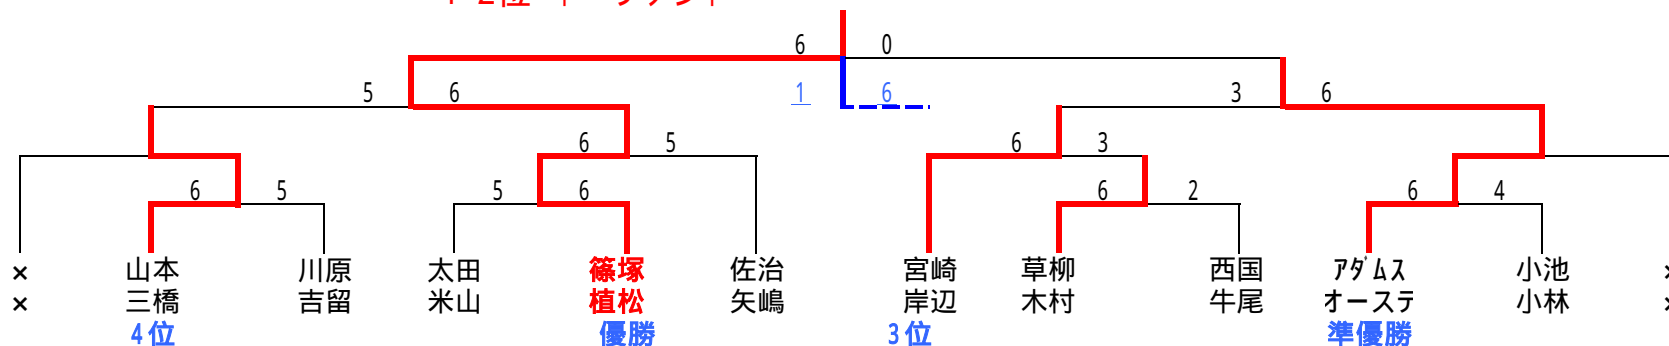 6 0
5 6 1 6 3 6
6 5 6 3
6 5 5 6 6 2 6 4
× 山本 川原 太田 篠塚 佐治 宮崎 草柳 西国 アダムス 小池
× 三橋 吉留 米山 植松 矢嶋 岸辺 木村 牛尾 オーステ 小林
4位 優勝 3位 準優勝